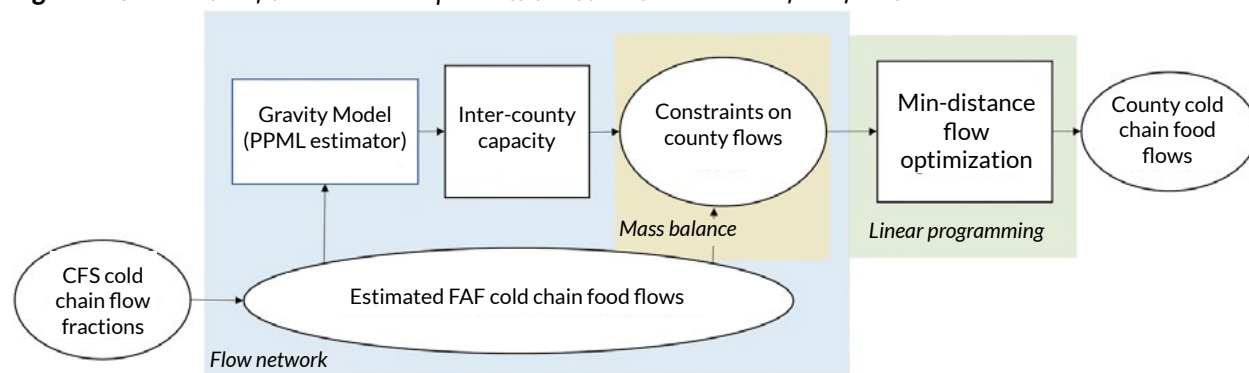 Gravity Model
(PPML estimator)
Inter-county
capacity
Constraints on
county flows
Min-distance
flow
optimization
County cold
chain food
flows
Mass balance
Linear programming
CFS cold
chain flow
fractions
Estimated FAF cold chain food flows
Flow network